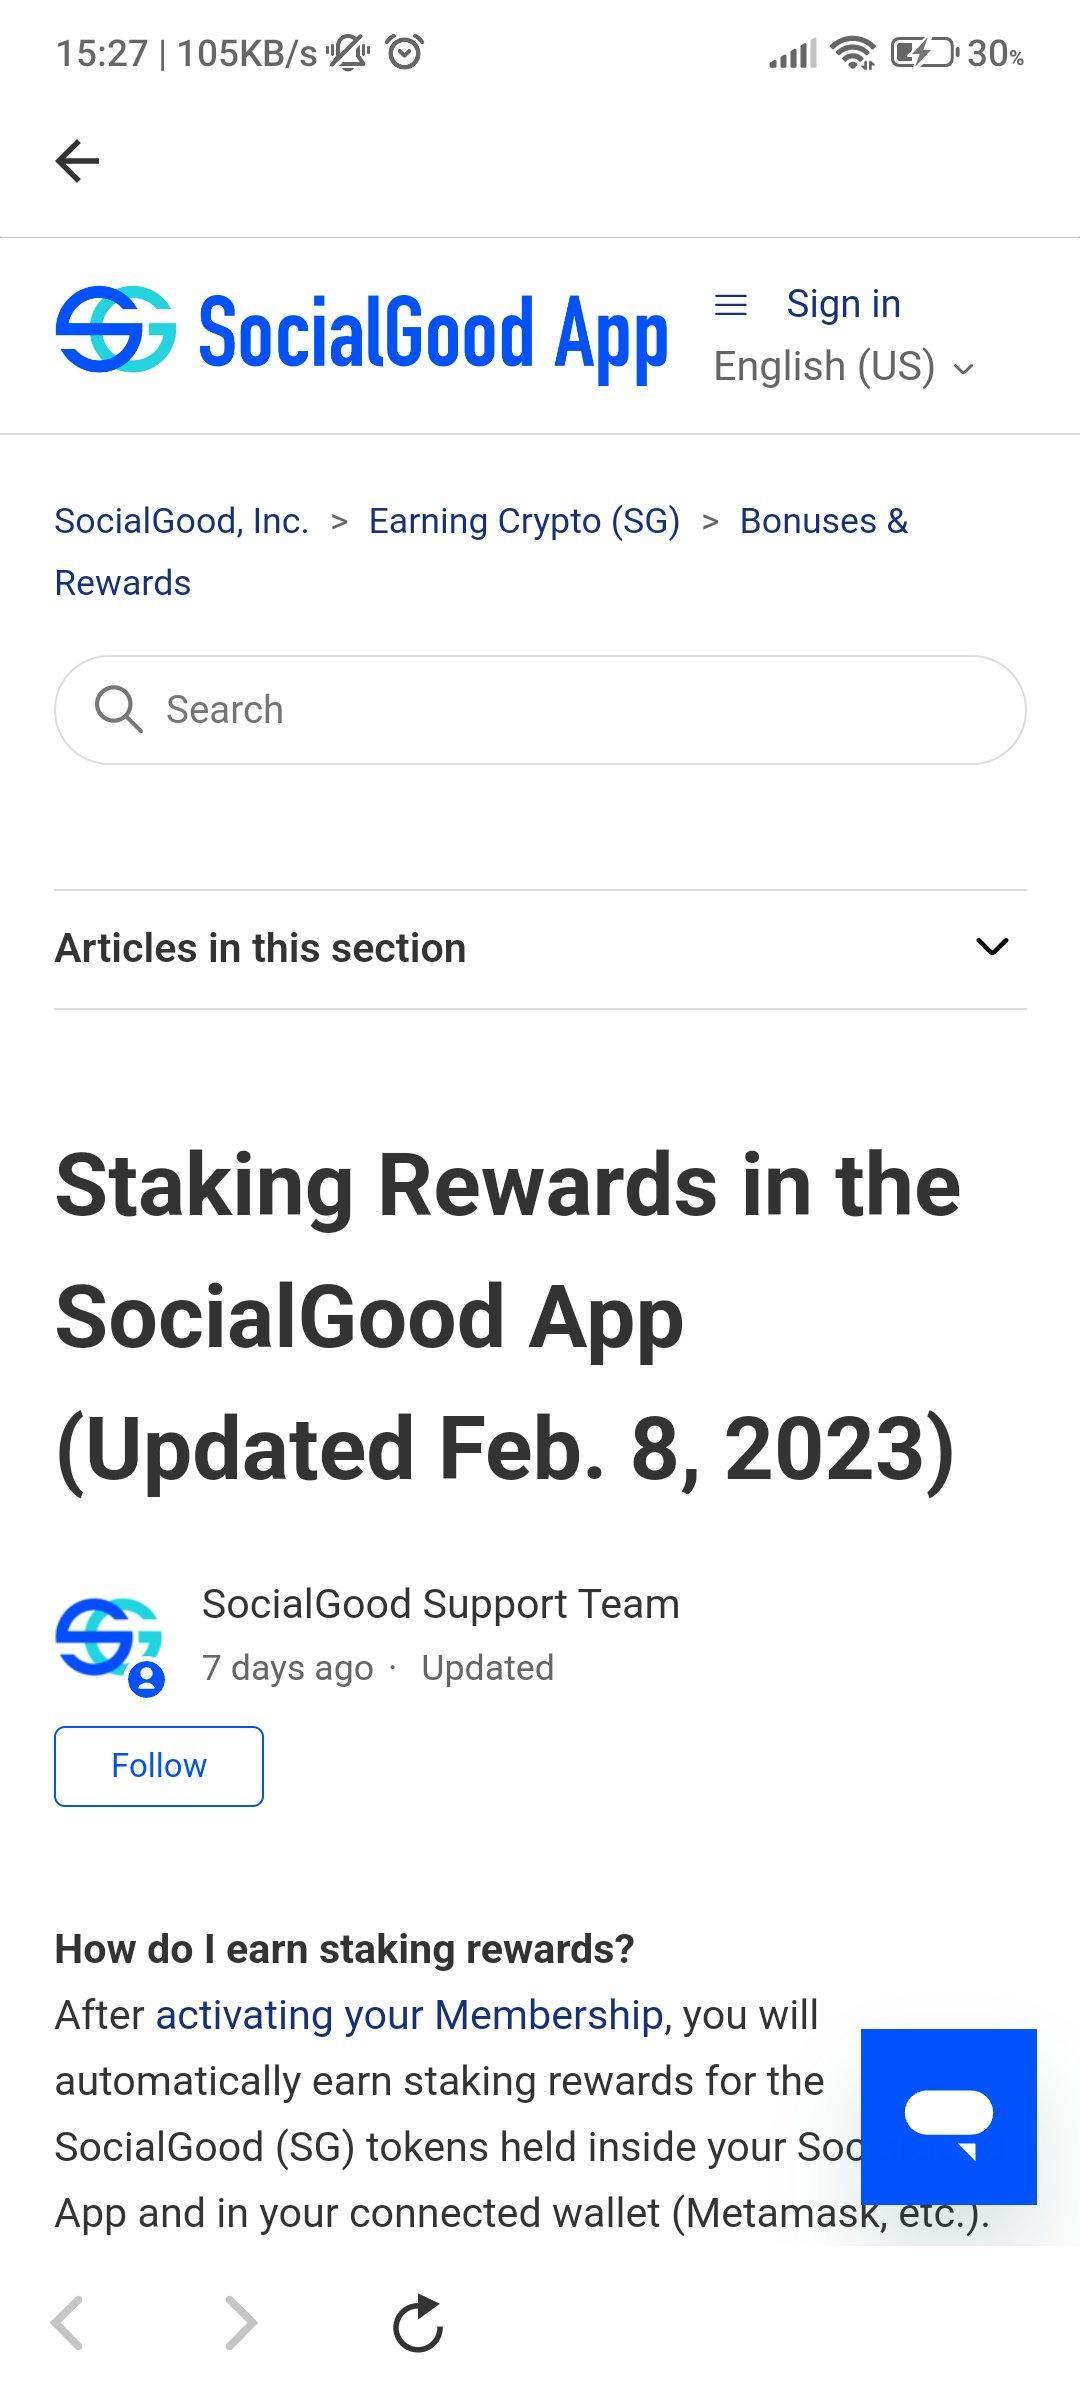 15:27 | 105KB/s
30%
SocialGood App
Sign in
English (US)
SocialGood, Inc. > Earning Crypto (SG) > Bonuses &
Rewards
Search
Articles in this section
Staking Rewards in the
SocialGood App
(Updated Feb. 8, 2023)
SocialGood Support Team
7 days ago · Updated
Follow
How do I earn staking rewards?
After activating your Membership, you will
automatically earn staking rewards for the
SocialGood (SG) tokens held inside your Soc
App and in your connected wallet (Metamask, etc.).